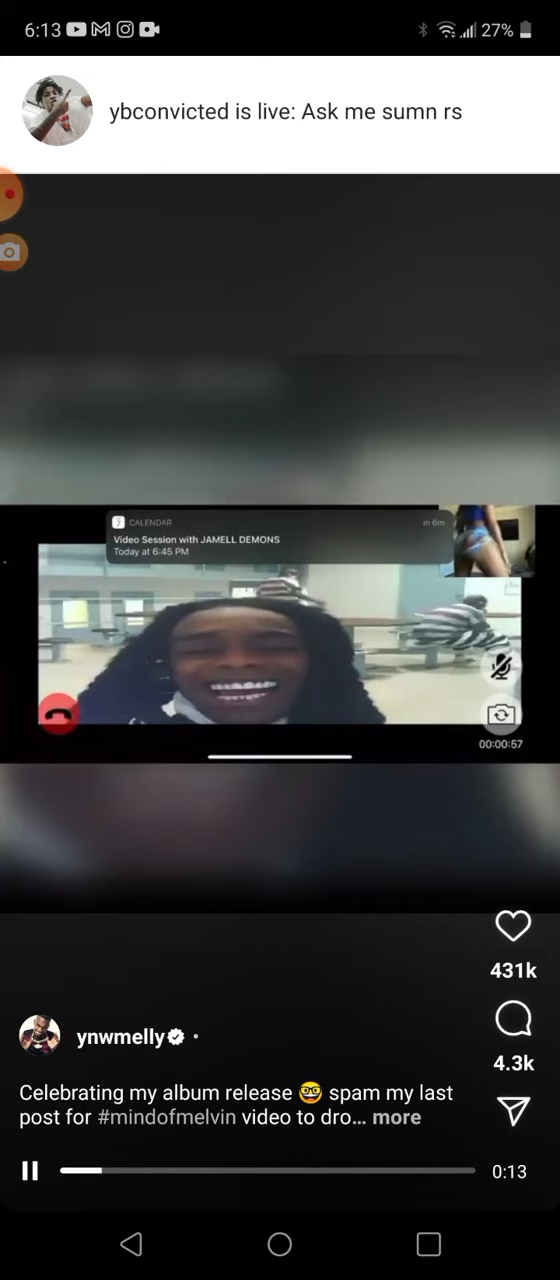 6:13
27%
ybconvicted is live: Ask me sumn rs
7
CALENDAR
in 6m
Video Session with JAMELL DEMONS
Today at 6:45 PM
00:00:57
431k
4.3k
ynwmelly
Celebrating my album release 🤓 spam my last
post for #mindofmelvin video to dro... more
0:13